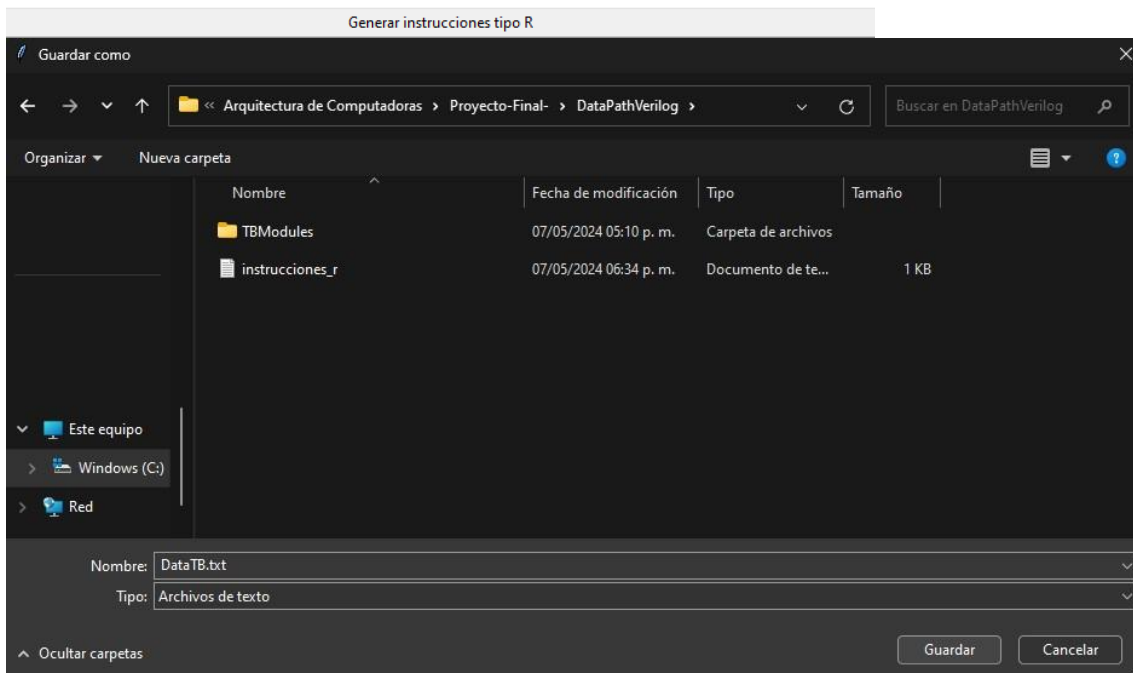 Generar instrucciones tipo R
Guardar como
« Arquitectura de Computadoras › Proyecto-Final- › DataPathVerilog ›
Buscar en DataPathVerilog
Organizar
Nueva carpeta
Nombre Fecha de modificación Tipo Tamaño
TBModules 07/05/2024 05:10 p. m. Carpeta de archivos
instrucciones_r 07/05/2024 06:34 p. m. Documento de te... 1 KB
Este equipo
Windows (C:)
Red
Nombre: DataTB.txt
Tipo: Archivos de texto
Ocultar carpetas
Guardar
Cancelar